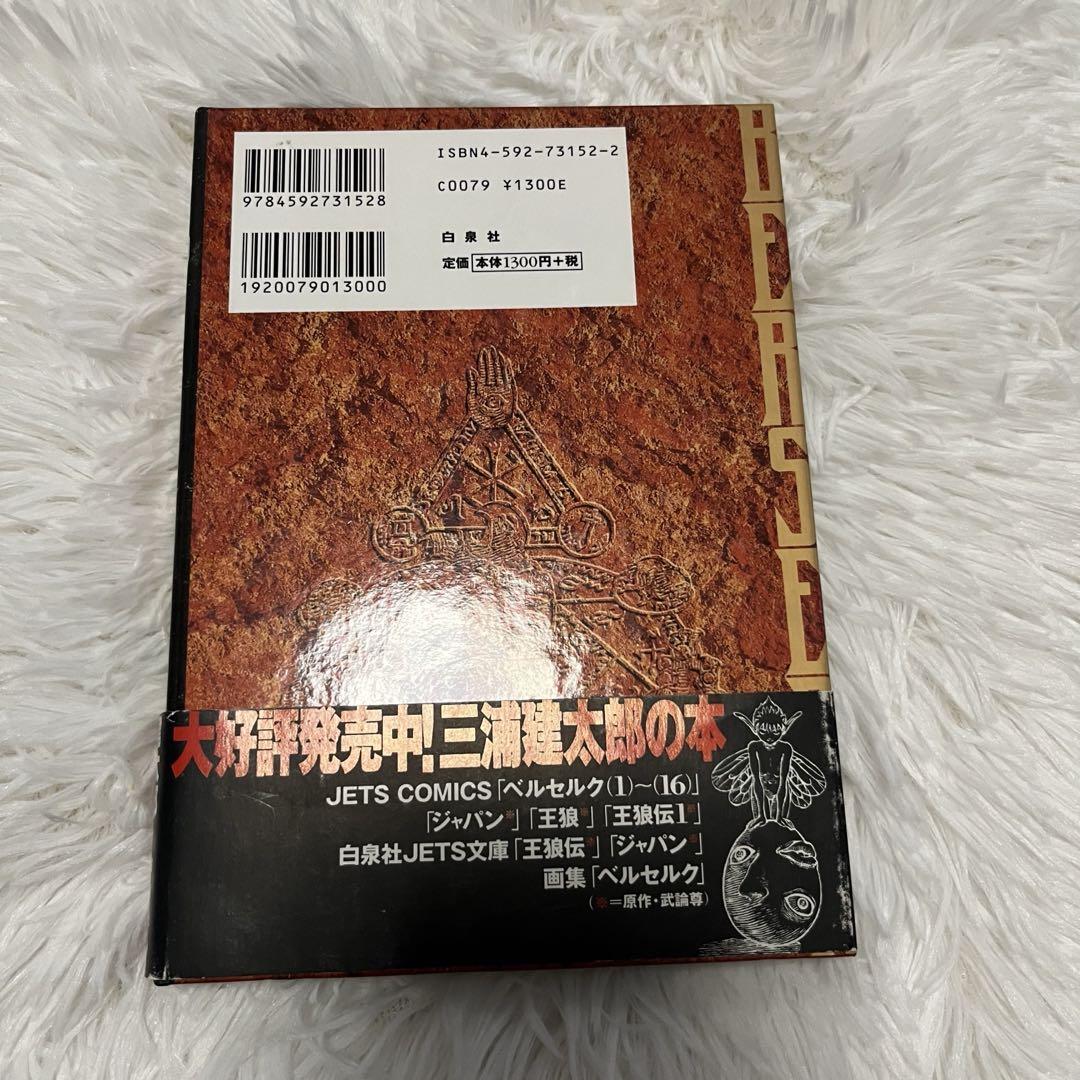 ISBN4-592-73152-2
C0079 ¥1300E
9784592731528
1920079013000
白泉社
定価 本体1300円+税
BERSE
大好評発売中!三浦建太郎の本
JETS COMICS「ベルセルク(1)〜(16)」
「ジャパン※」「王狼※」「王狼伝1※」
白泉社JETS文庫「王狼伝※」「ジャパン※」
画集「ベルセルク」
(※=原作・武論尊)